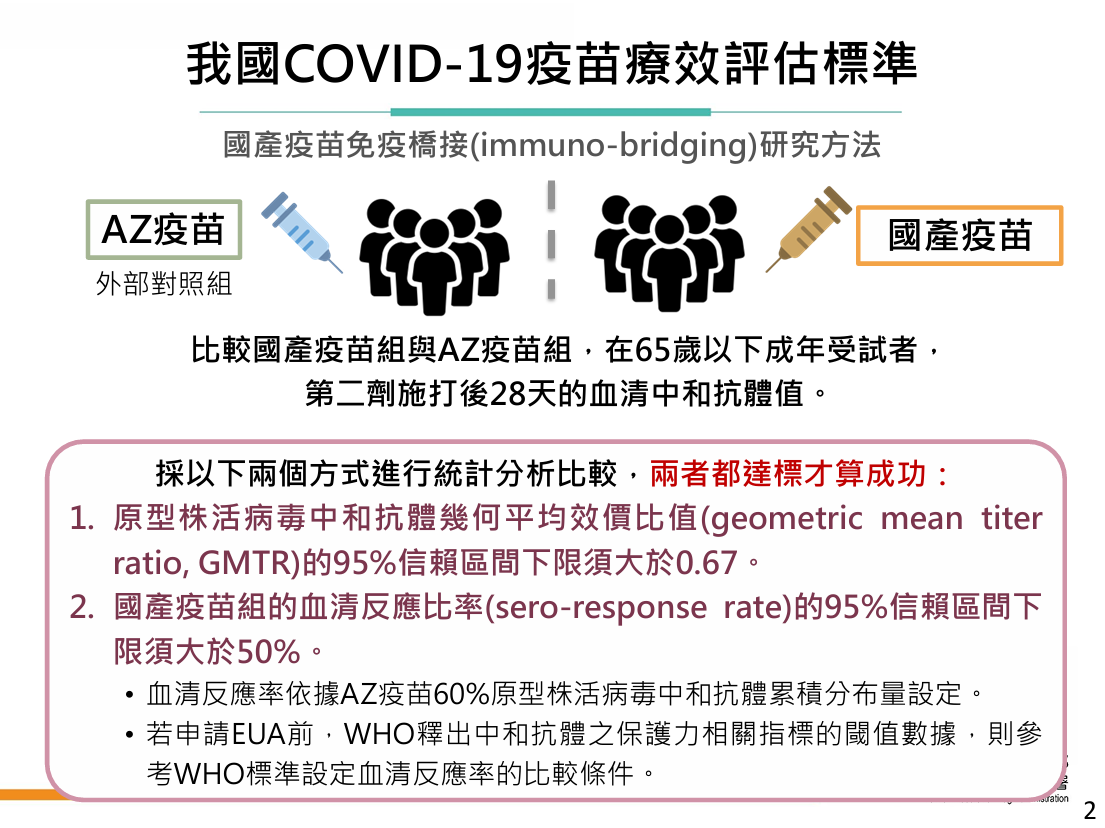 我國COVID-19疫苗療效評估標準
國產疫苗免疫橋接(immuno-bridging)研究方法
AZ疫苗
外部對照組
國產疫苗
比較國產疫苗組與AZ疫苗組，在65歲以下成年受試者，
第二劑施打後28天的血清中和抗體值。
採以下兩個方式進行統計分析比較，兩者都達標才算成功：
1. 原型株活病毒中和抗體幾何平均效價比值(geometric mean titer
ratio, GMTR)的95%信賴區間下限須大於0.67。
2. 國產疫苗組的血清反應比率(sero-response rate)的95%信賴區間下
限須大於50%。
• 血清反應率依據AZ疫苗60%原型株活病毒中和抗體累積分布量設定。
• 若申請EUA前，WHO釋出中和抗體之保護力相關指標的閾值數據，則參
考WHO標準設定血清反應率的比較條件。
2